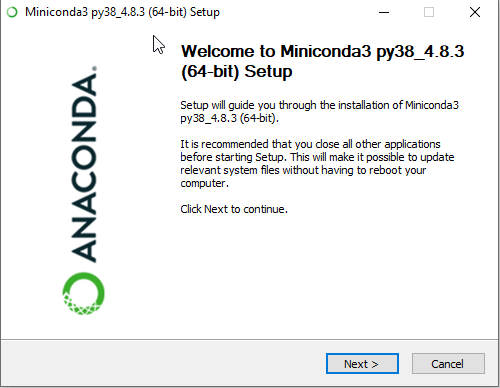 Miniconda3 py38_4.8.3 (64-bit) Setup
Welcome to Miniconda3 py38_4.8.3
(64-bit) Setup
Setup will guide you through the installation of Miniconda3
py38_4.8.3 (64-bit).
It is recommended that you close all other applications
before starting Setup. This will make it possible to update
relevant system files without having to reboot your
computer.
Click Next to continue.
ANACONDA.
Next >
Cancel